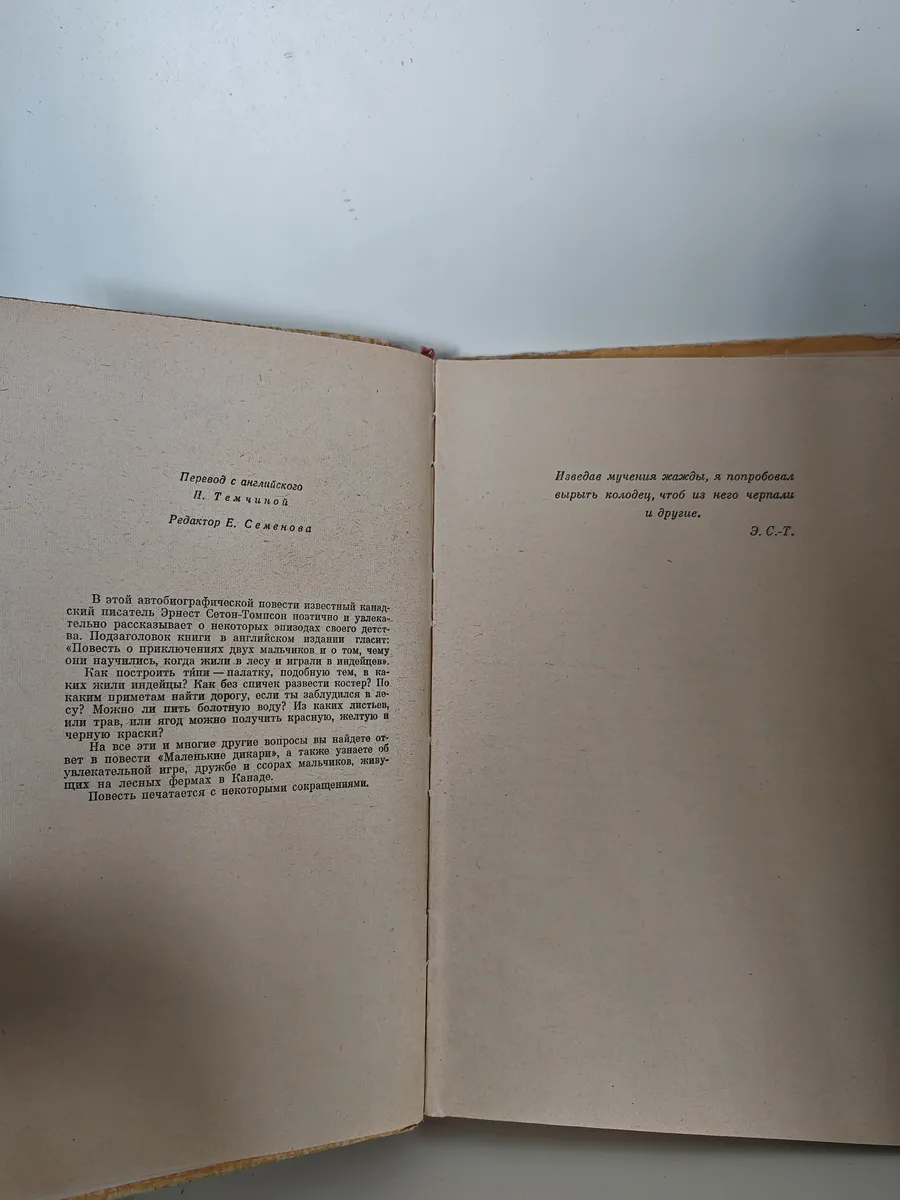 Перевод с английского
Н. Темчиной
Редактор Е. Семенова
В этой автобиографической повести известный канад-
ский писатель Эрнест Сетон-Томпсон поэтично и увлека-
тельно рассказывает о некоторых эпизодах своего детст-
ва. Подзаголовок книги в английском издании гласит:
«Повесть о приключениях двух мальчиков и о том, чему
они научились, когда жили в лесу и играли в индейцев».
Как построить ти́пи — палатку, подобную тем, в ка-
ких жили индейцы? Как без спичек развести костер? По
каким приметам найти дорогу, если ты заблудился в ле-
су? Можно ли пить болотную воду? Из каких листьев,
или трав, или ягод можно получить красную, желтую и
черную краски?
На все эти и многие другие вопросы вы найдете от-
вет в повести «Маленькие дикари», а также узнаете об
увлекательной игре, дружбе и ссорах мальчиков, живу-
щих на лесных фермах в Канаде.
Повесть печатается с некоторыми сокращениями.
Изведав мучения жажды, я попробовал
вырыть колодец, чтоб из него черпали
и другие.
Э. С.-Т.